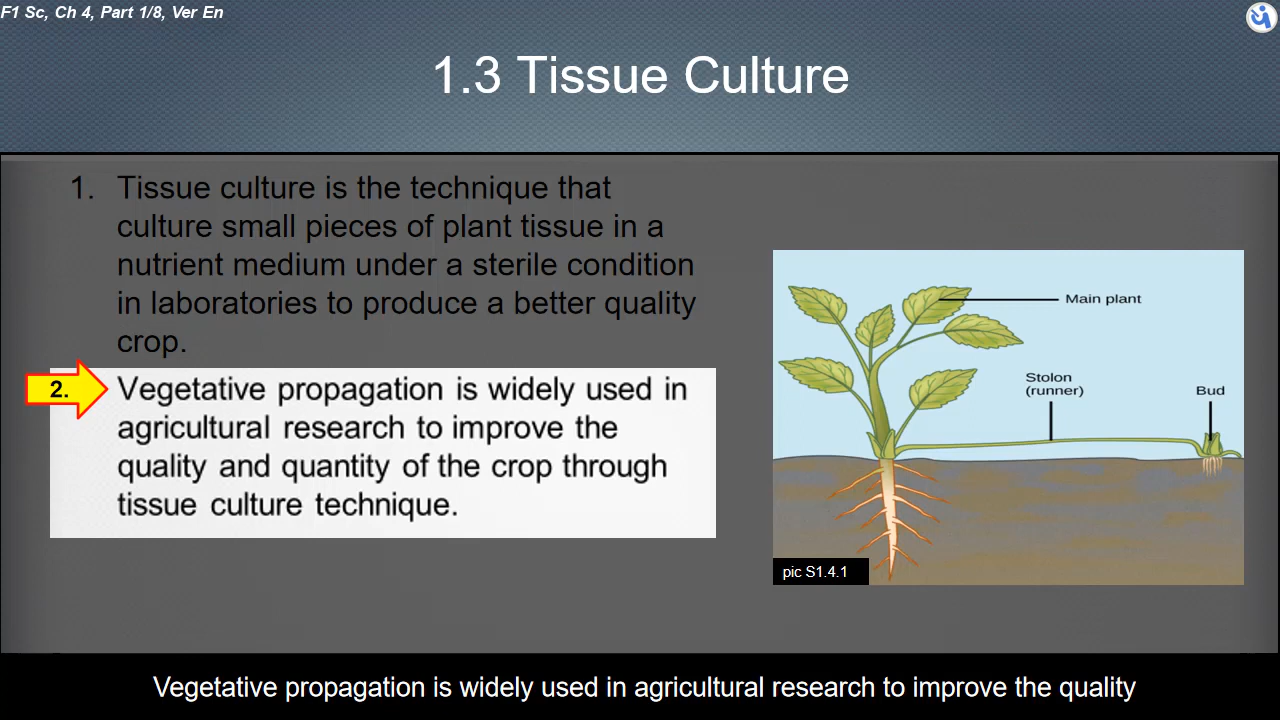 F1 Sc, Ch 4, Part 1/8, Ver En
1.3 Tissue Culture
1. Tissue culture is the technique that
culture small pieces of plant tissue in a
nutrient medium under a sterile condition
in laboratories to produce a better quality
crop.
2. Vegetative propagation is widely used in
agricultural research to improve the
quality and quantity of the crop through
tissue culture technique.
Main plant
Stolon
(runner)
Bud
pic S1.4.1
Vegetative propagation is widely used in agricultural research to improve the quality